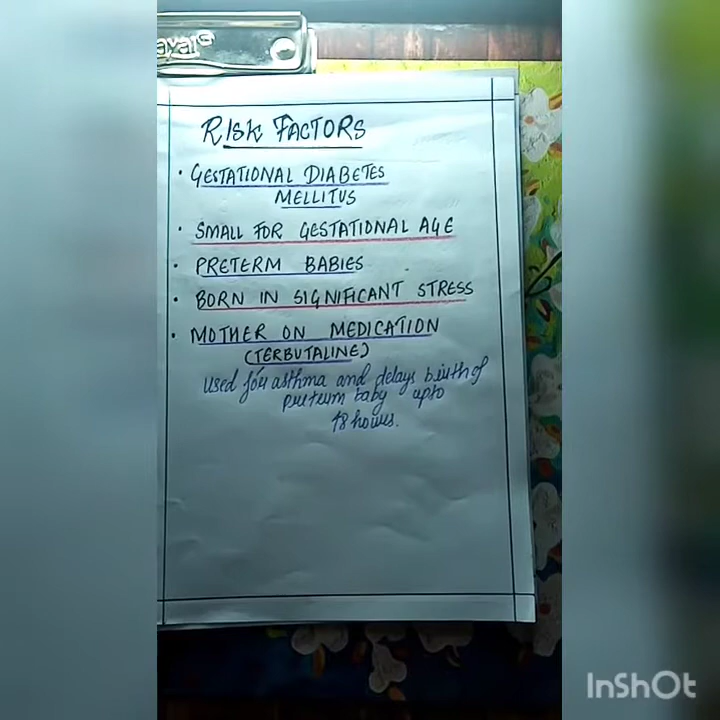 RISK FACTORS
• GESTATIONAL DIABETES
MELLITUS
• SMALL FOR GESTATIONAL AGE
• PRETERM BABIES
• BORN IN SIGNIFICANT STRESS
• MOTHER ON MEDICATION
(TERBUTALINE)
Used for asthma and delays birth of
preterm baby upto
48 hours.
InShOt